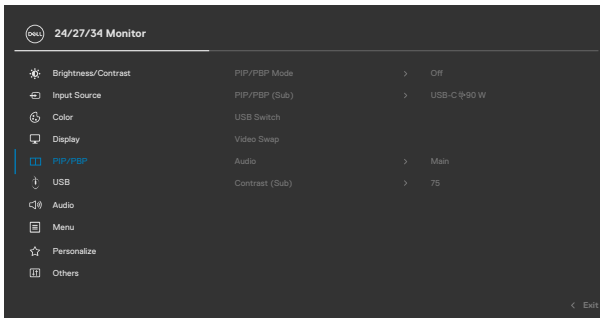 DELL 24/27/34 Monitor
Brightness/Contrast PIP/PBP Mode > Off
Input Source PIP/PBP (Sub) > USB-C 90 W
Color USB Switch
Display Video Swap
PIP/PBP Audio > Main
USB Contrast (Sub) > 75
Audio
Menu
Personalize
Others
< Exit